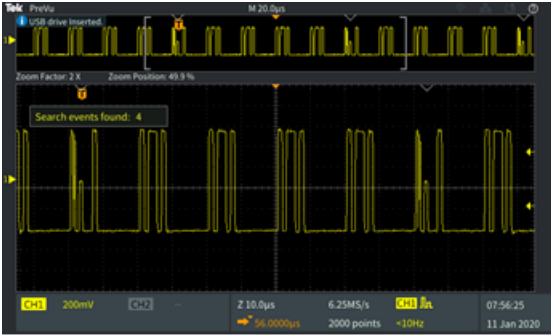 Tek PreVu M 20.0µs
USB drive Inserted.
Zoom Factor: 2 X Zoom Position: 49.9 %
Search events found: 4
CH1 200mV CH2 -- Z 10.0µs 6.25MS/s CH1 07:56:25
56.0000µs 2000 points <10Hz 11 Jan 2020